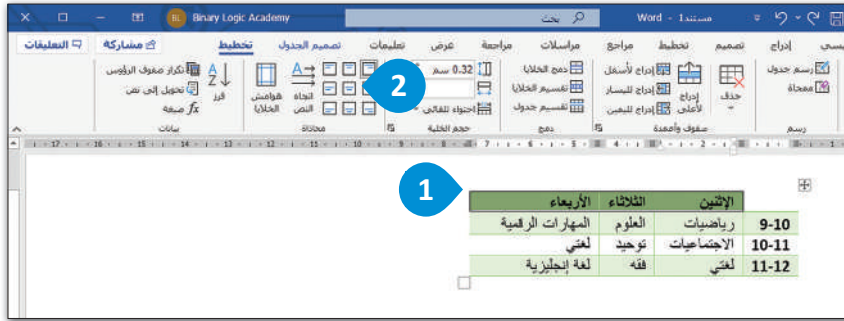 مستند1 - Word بحث Binary Logic Academy BL
يسي إدراج تصميم تخطيط مراجع مراسلات مراجعة عرض تعليمات تصميم الجدول تخطيط مشاركة التعليقات
رسم جدول
ممحاة
رسم
حذف
إدراج لأعلى
إدراج لأسفل
إدراج لليسار
إدراج لليمين
صفوف وأعمدة
دمج الخلايا
تقسيم الخلايا
تقسيم جدول
دمج
0.32 سم
احتواء تلقائي
حجم الخلية
2
اتجاه النص
هوامش الخلايا
محاذاة
فرز
تكرار صفوف الرؤوس
تحويل إلى نص
fx صيغة
بيانات
1
الإثنين الثلاثاء الأربعاء
9-10 رياضيات العلوم المهارات الرقمية
10-11 الاجتماعيات توحيد لغتي
11-12 لغتي فقه لغة إنجليزية